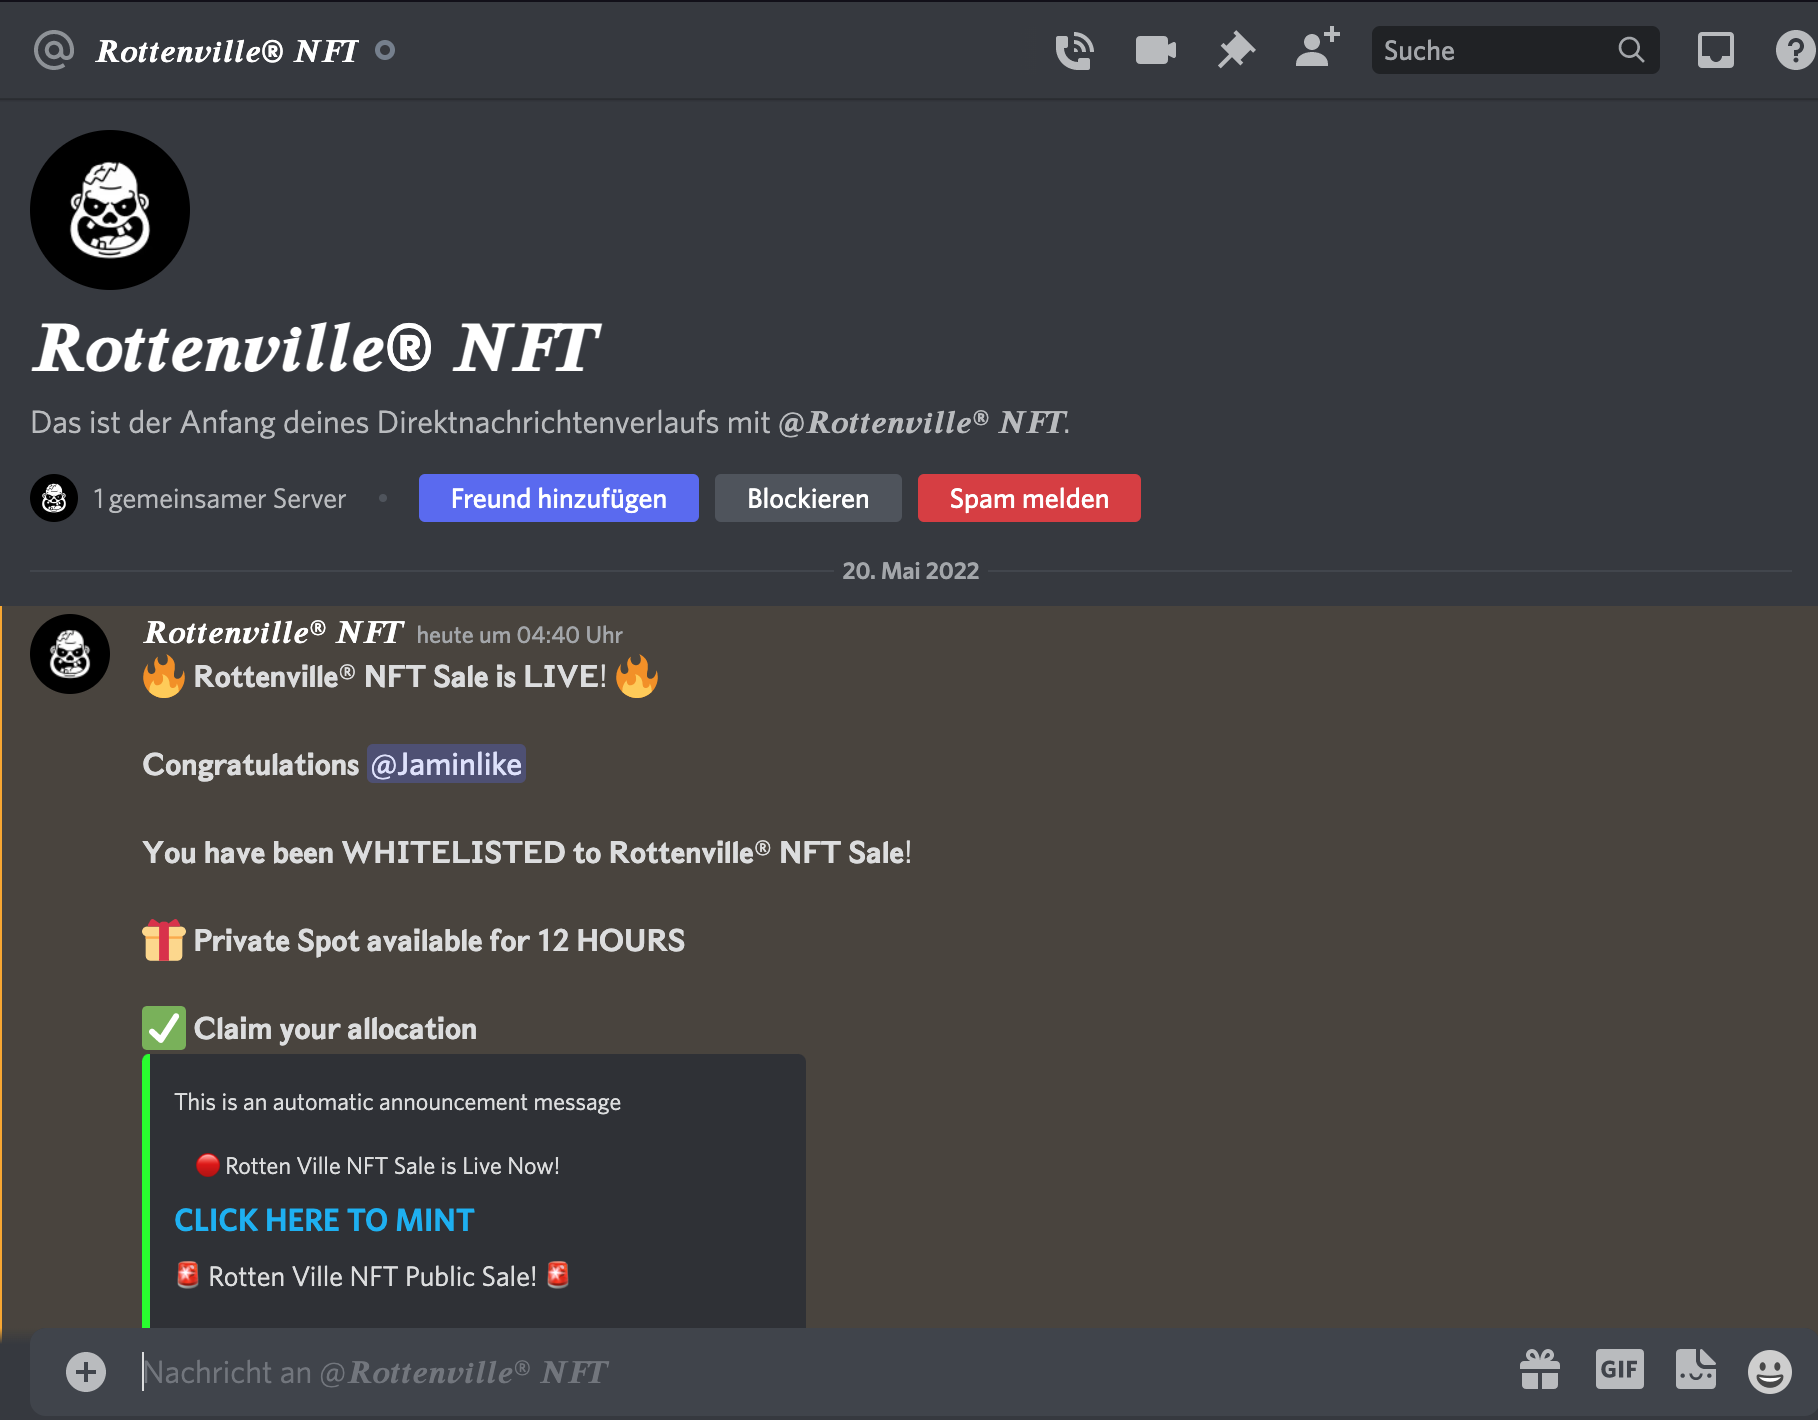 Rottenville® NFT
Suche
Rottenville® NFT
Das ist der Anfang deines Direktnachrichtenverlaufs mit @Rottenville® NFT.
1 gemeinsamer Server
Freund hinzufügen
Blockieren
Spam melden
20. Mai 2022
Rottenville® NFT heute um 04:40 Uhr
🔥 Rottenville® NFT Sale is LIVE! 🔥
Congratulations @Jaminlike
You have been WHITELISTED to Rottenville® NFT Sale!
🎁 Private Spot available for 12 HOURS
✅ Claim your allocation
This is an automatic announcement message
🔴 Rotten Ville NFT Sale is Live Now!
CLICK HERE TO MINT
🚨 Rotten Ville NFT Public Sale! 🚨
Nachricht an @Rottenville® NFT
GIF